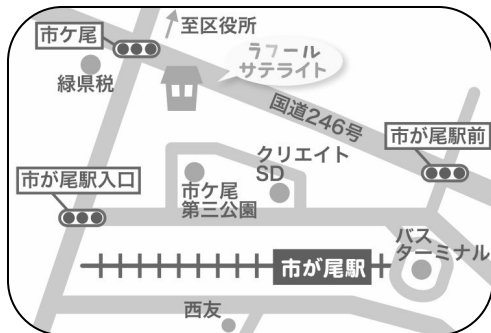 至区役所
市ケ尾
ラフール
サテライト
緑県税
国道246号
市が尾駅前
クリエイト
SD
市が尾駅入口
市ケ尾
第三公園
バス
ターミナル
市が尾駅
西友